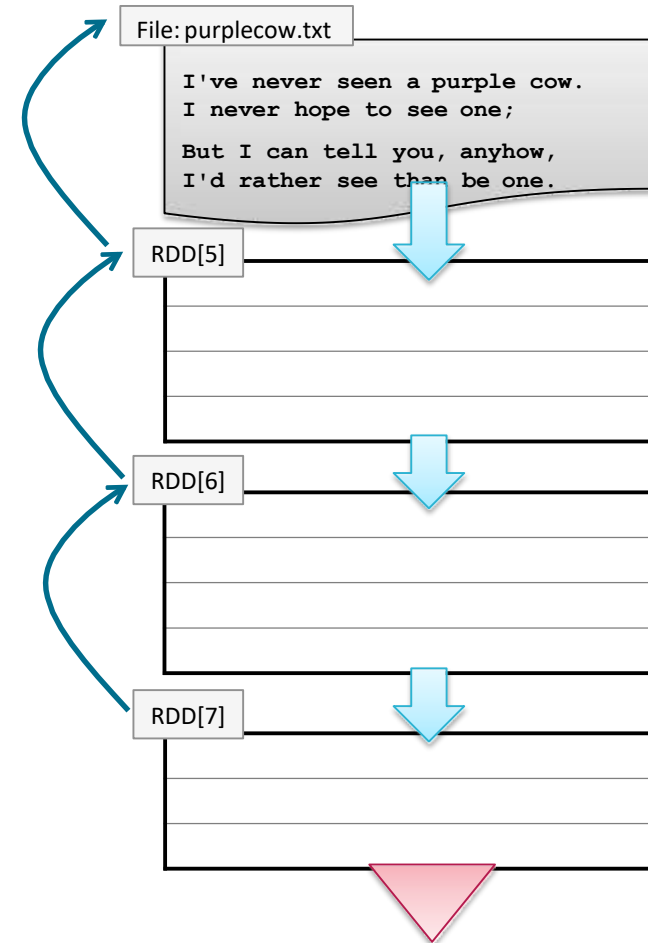 File: purplecow.txt
I've never seen a purple cow.
I never hope to see one;
But I can tell you, anyhow,
I'd rather see than be one.
RDD[5]
RDD[6]
RDD[7]